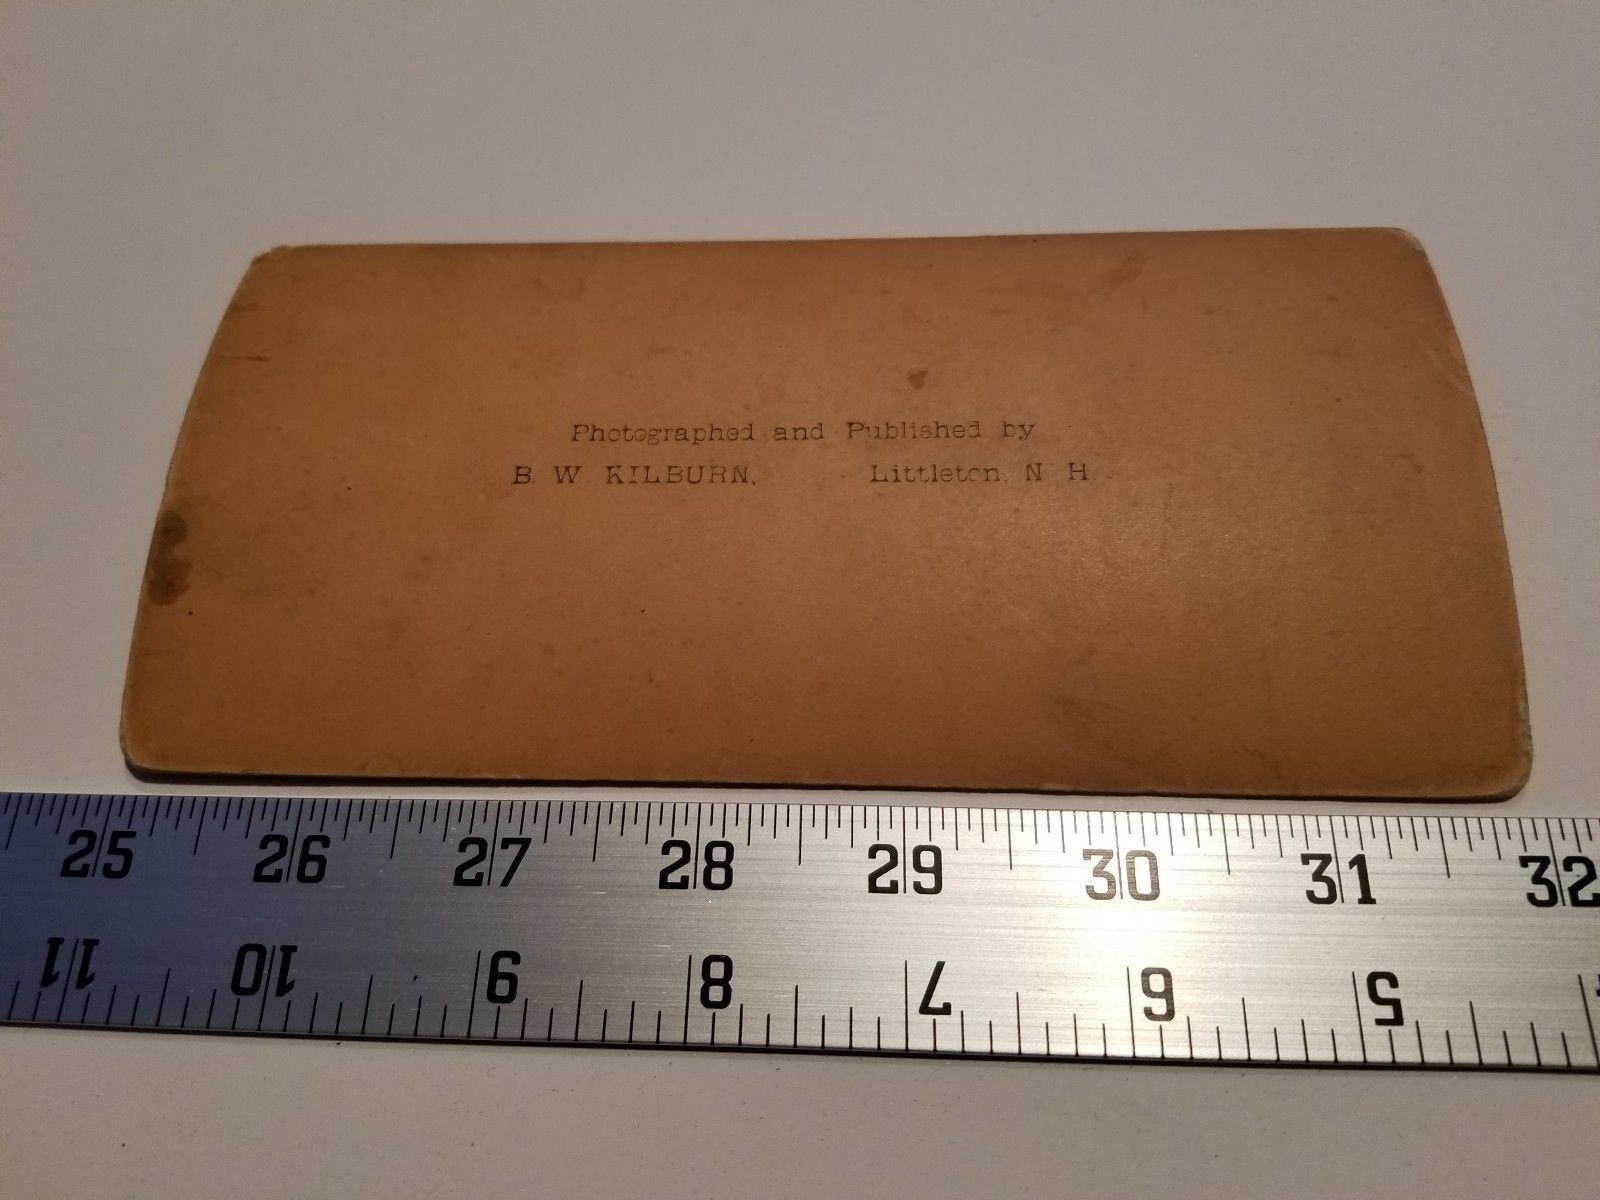 Photographed and Published by
B. W KILBURN, Littleton, N H.
25 26 27 28 29 30 31 32
11 10 9 8 7 6 5